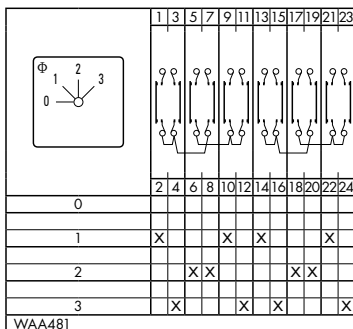 1 3 5 7 9 11 13 15 17 19 21 23
Φ
2
1 3
0
2 4 6 8 10 12 14 16 18 20 22 24
0
1 X X X X
2 X X X X
3 X X X X
WAA481